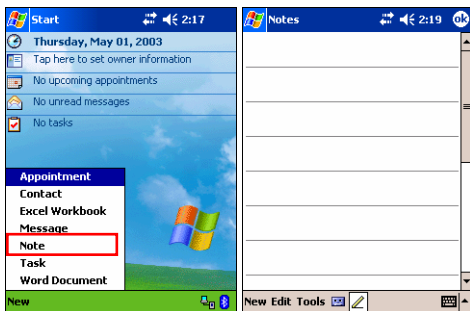 Start 2:17
Thursday, May 01, 2003
Tap here to set owner information
No upcoming appointments
No unread messages
No tasks
Appointment
Contact
Excel Workbook
Message
Note
Task
Word Document
New
Notes 2:19 ok
New Edit Tools